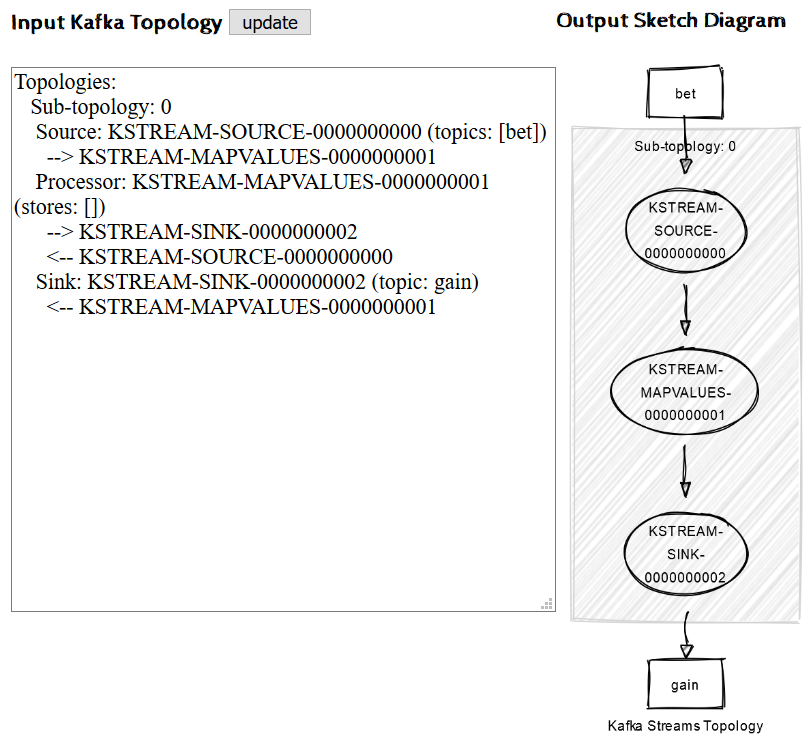 Input Kafka Topology update
Topologies:
Sub-topology: 0
Source: KSTREAM-SOURCE-0000000000 (topics: [bet])
--> KSTREAM-MAPVALUES-0000000001
Processor: KSTREAM-MAPVALUES-0000000001
(stores: [])
--> KSTREAM-SINK-0000000002
<-- KSTREAM-SOURCE-0000000000
Sink: KSTREAM-SINK-0000000002 (topic: gain)
<-- KSTREAM-MAPVALUES-0000000001
Output Sketch Diagram
bet
Sub-topology: 0
KSTREAM-
SOURCE-
0000000000
KSTREAM-
MAPVALUES-
0000000001
KSTREAM-
SINK-
0000000002
gain
Kafka Streams Topology